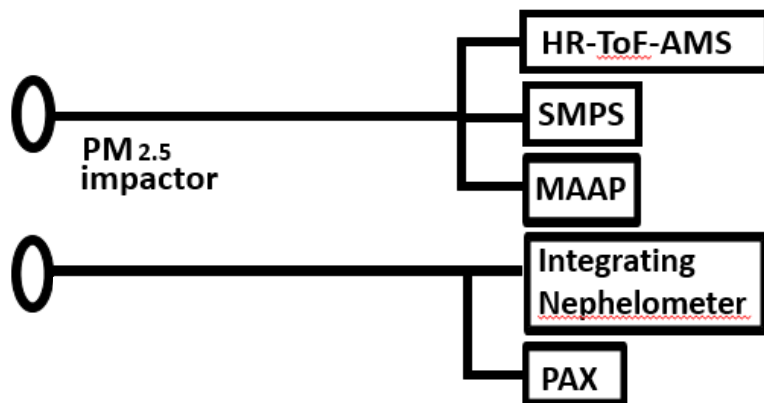 HR-ToF-AMS
SMPS
PM 2.5
impactor
MAAP
Integrating
Nephelometer
PAX